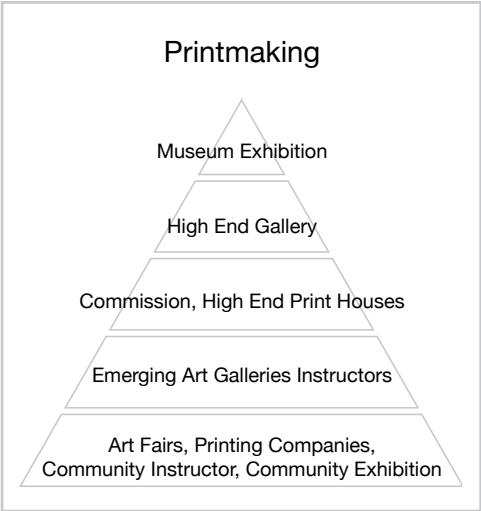 Printmaking
Museum Exhibition
High End Gallery
Commission, High End Print Houses
Emerging Art Galleries Instructors
Art Fairs, Printing Companies,
Community Instructor, Community Exhibition